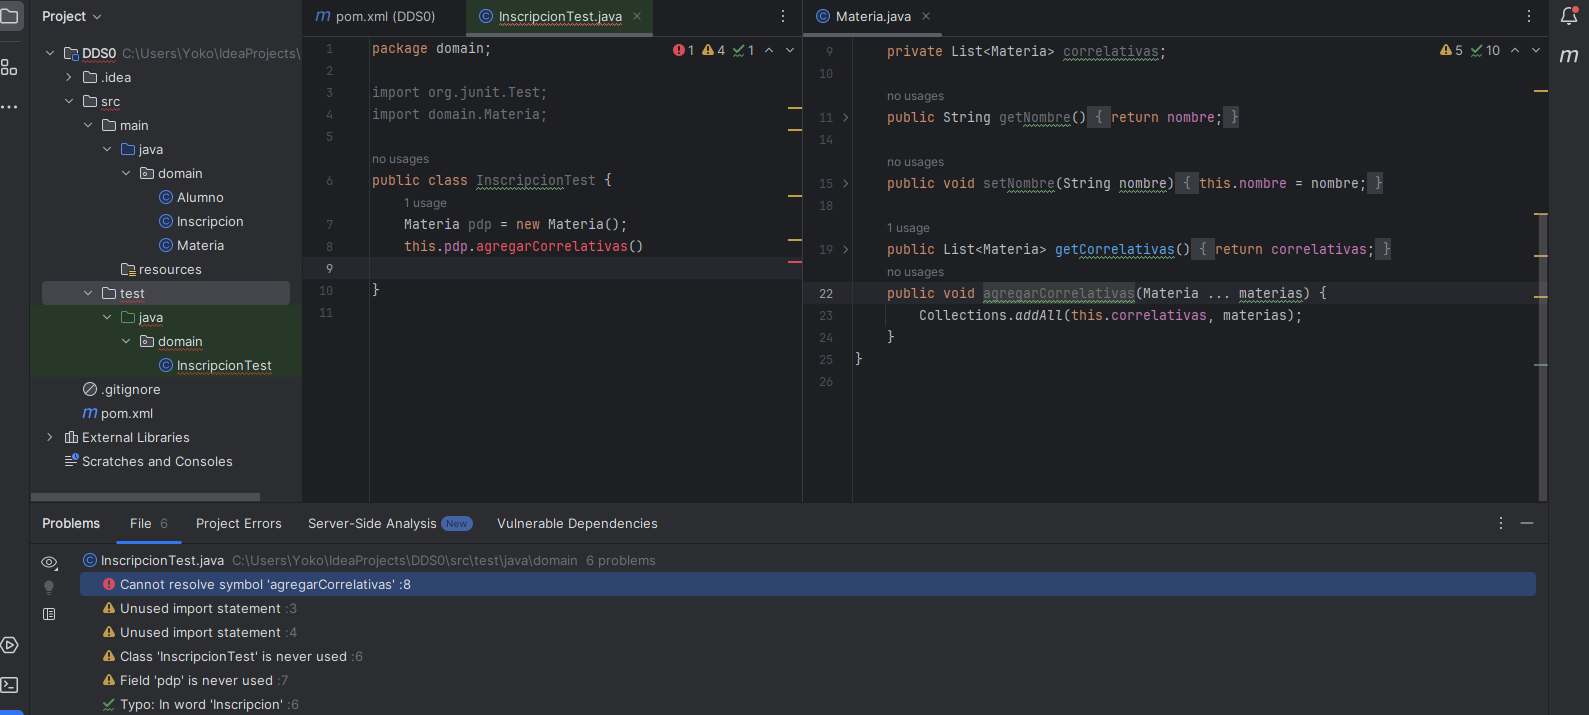 Project
DDS0 C:\Users\Yoko\IdeaProjects\
.idea
src
main
java
domain
Alumno
Inscripcion
Materia
resources
test
java
domain
InscripcionTest
.gitignore
pom.xml
External Libraries
Scratches and Consoles
pom.xml (DDS0)
InscripcionTest.java
1 package domain;
1 4 1
2
3 import org.junit.Test;
4 import domain.Materia;
5
no usages
6 public class InscripcionTest {
1 usage
7 Materia pdp = new Materia();
8 this.pdp.agregarCorrelativas()
9
10 }
11
Materia.java
9 private List<Materia> correlativas;
5 10
10
no usages
11 public String getNombre() { return nombre; }
14
no usages
15 public void setNombre(String nombre) { this.nombre = nombre; }
18
1 usage
19 public List<Materia> getCorrelativas() { return correlativas; }
no usages
22 public void agregarCorrelativas(Materia ... materias) {
23 Collections.addAll(this.correlativas, materias);
24 }
25 }
26
m
Problems File 6 Project Errors Server-Side Analysis New Vulnerable Dependencies
InscripcionTest.java C:\Users\Yoko\IdeaProjects\DDS0\src\test\java\domain 6 problems
Cannot resolve symbol 'agregarCorrelativas' :8
Unused import statement :3
Unused import statement :4
Class 'InscripcionTest' is never used :6
Field 'pdp' is never used :7
Typo: In word 'Inscripcion' :6